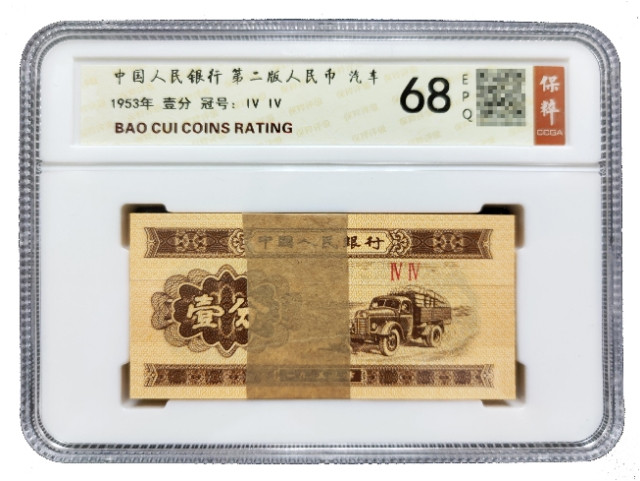 中国人民银行 第二版人民币 汽车
1953年 壹分 冠号: IV IV
BAO CUI COINS RATING
68
EPQ
保粹
CCGA
中国人民银行
IV IV
壹分